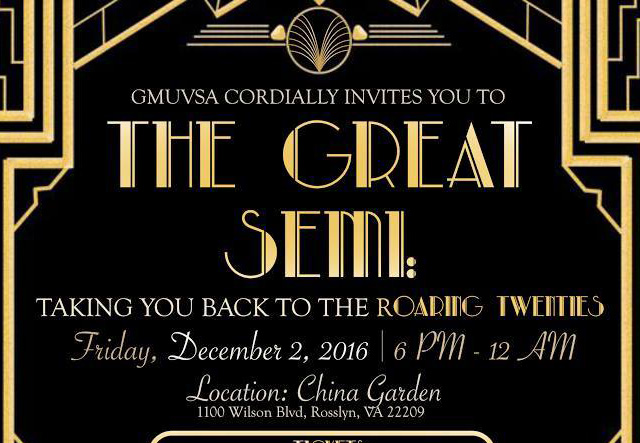 GMUVSA CORDIALLY INVITES YOU TO
THE GREAT
SEMI:
TAKING YOU BACK TO THE ROARING TWENTIES
Friday, December 2, 2016 | 6 PM - 12 AM
Location: China Garden
1100 Wilson Blvd, Rosslyn, VA 22209
TICKETS